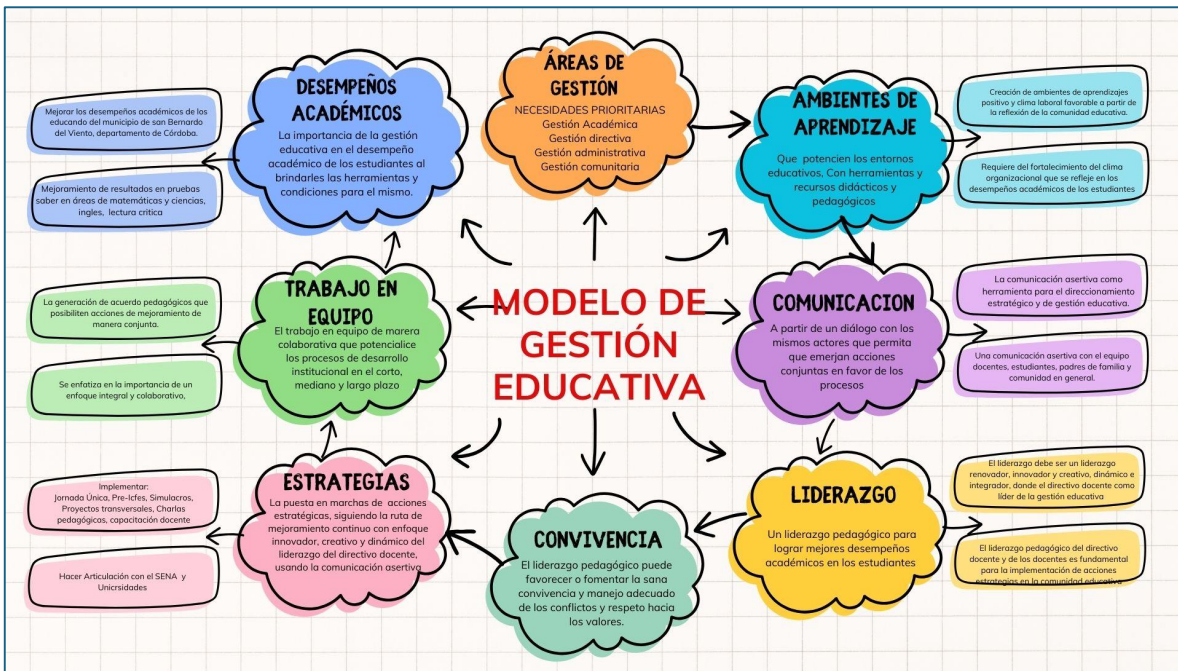 MODELO DE
GESTIÓN
EDUCATIVA
ÁREAS DE
GESTIÓN
NECESIDADES PRIORITARIAS
Gestión Académica
Gestión directiva
Gestión administrativa
Gestión comunitaria
AMBIENTES DE
APRENDIZAJE
Que potencien los entornos
educativos, Con herramientas y
recursos didácticos y
pedagógicos
Creación de ambientes de aprendizajes
positivo y clima laboral favorable a partir de
la reflexión de la comunidad educativa.
Requiere del fortalecimiento del clima
organizacional que se refleje en los
desempeños académicos de los estudiantes
COMUNICACION
A partir de un diálogo con los
mismos actores que permita
que emerjan acciones
conjuntas en favor de los
procesos
La comunicación asertiva como
herramienta para el direccionamiento
estratégico y de gestión educativa.
Una comunicación asertiva con el equipo
docentes, estudiantes, padres de familia y
comunidad en general.
LIDERAZGO
Un liderazgo pedagógico para
lograr mejores desempeños
académicos en los estudiantes
El liderazgo debe ser un liderazgo
renovador, innovador y creativo, dinámico e
integrador, donde el directivo docente como
líder de la gestión educativa
El liderazgo pedagógico del directivo
docente y de los docentes es fundamental
para la implementación de acciones
estrategias en la comunidad educativa
CONVIVENCIA
El liderazgo pedagógico puede
favorecer o fomentar la sana
convivencia y manejo adecuado
de los conflictos y respeto hacia
los valores.
ESTRATEGIAS
La puesta en marchas de acciones
estratégicas, siguiendo la ruta de
mejoramiento continuo con enfoque
innovador, creativo y dinámico del
liderazgo del directivo docente,
usando la comunicación asertiva
Implementar:
Jornada Única, Pre-Icfes, Simulacros,
Proyectos transversales, Charlas
pedagógicos, capacitación docente
Hacer Articulación con el SENA y
Unicrsidades
TRABAJO EN
EQUIPO
El trabajo en equipo de marera
colaborativa que potencialice
los procesos de desarrollo
institucional en el corto,
mediano y largo plazo
La generación de acuerdo pedagógicos que
posibiliten acciones de mejoramiento de
manera conjunta.
Se enfatiza en la importancia de un
enfoque integral y colaborativo,
DESEMPEÑOS
ACADÉMICOS
La importancia de la gestión
educativa en el desempeño
académico de los estudiantes al
brindarles las herramientas y
condiciones para el mismo.
Mejorar los desempeños académicos de los
educando del municipio de san Bernardo
del Viento, departamento de Córdoba.
Mejoramiento de resultados en pruebas
saber en áreas de matemáticas y ciencias,
ingles, lectura critica